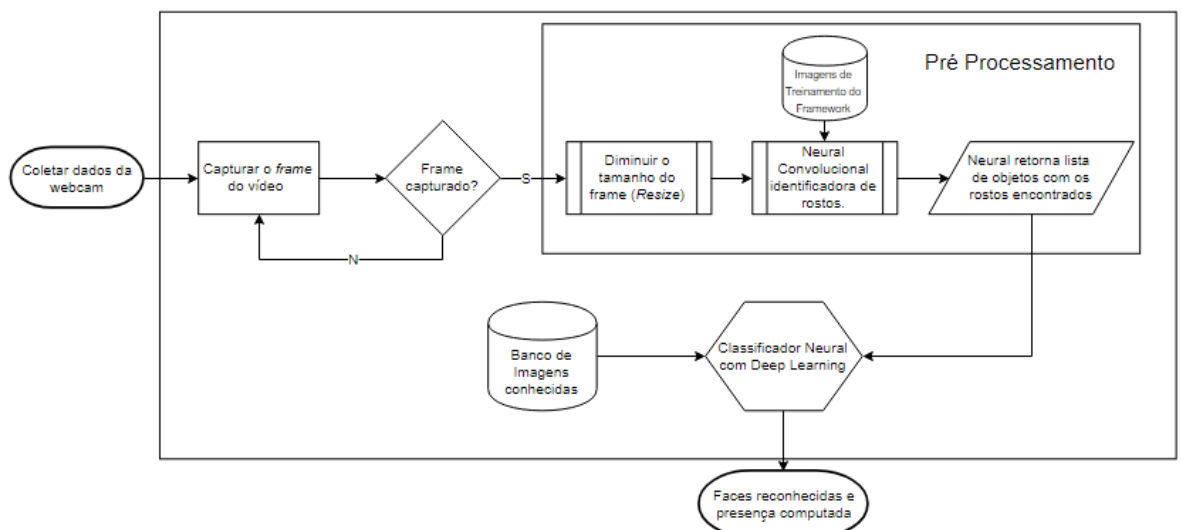 Pré Processamento
Imagens de
Treinamento do
Framework
Coletar dados da
webcam
Capturar o frame
do vídeo
Frame
capturado?
S
N
Diminuir o
tamanho do
frame (Resize)
Neural
Convolucional
identificadora de
rostos.
Neural retorna lista
de objetos com os
rostos encontrados
Banco de
Imagens
conhecidas
Classificador Neural
com Deep Learning
Faces reconhecidas e
presença computada